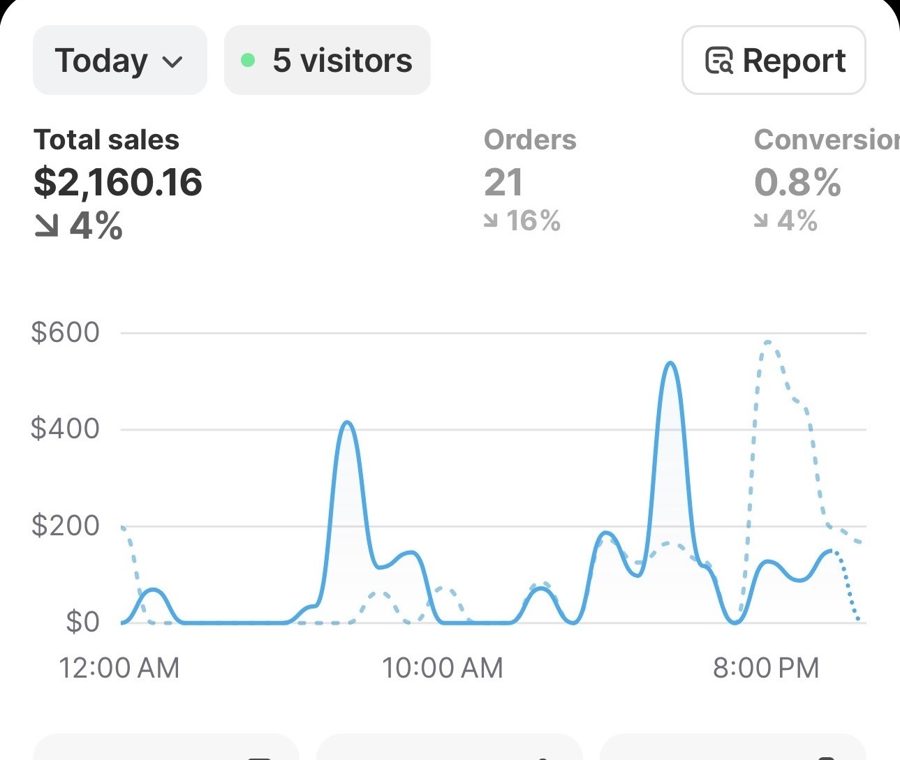 Today
5 visitors
Report
Total sales
Orders
Conversion
$2,160.16
21
0.8%
4%
16%
4%
$600
$400
$200
$0
12:00 AM
10:00 AM
8:00 PM